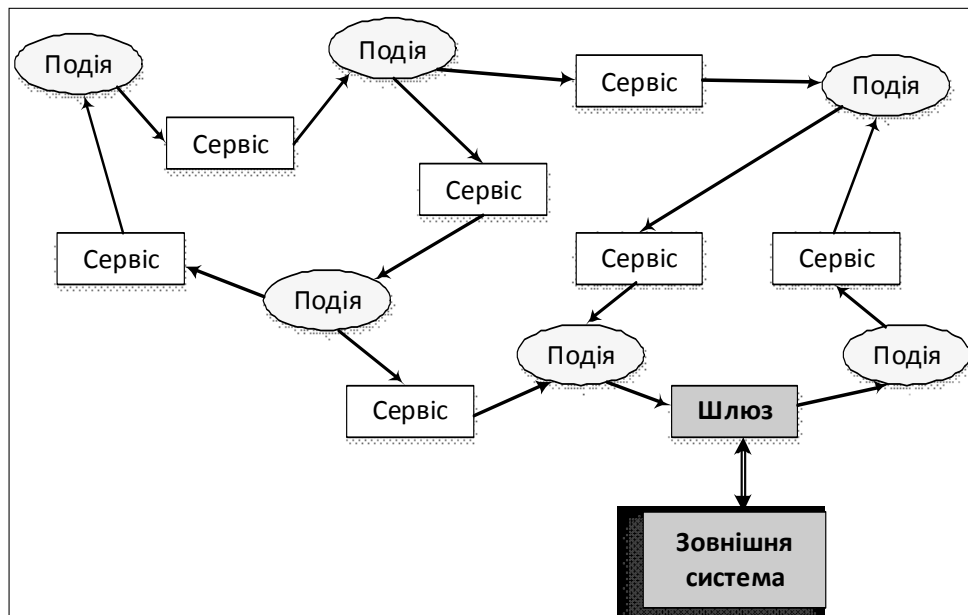 Подія
Подія
Сервіс
Подія
Сервіс
Сервіс
Сервіс
Сервіс
Сервіс
Подія
Подія
Подія
Сервіс
Шлюз
Зовнішня
система